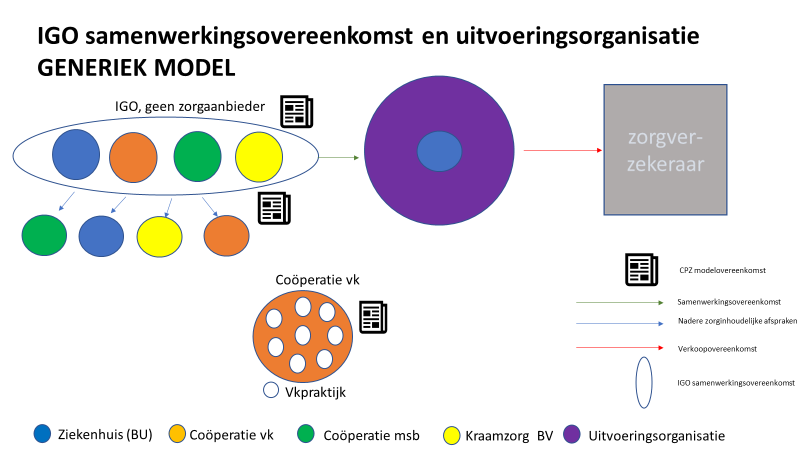 IGO samenwerkingsovereenkomst en uitvoeringsorganisatie
GENERIEK MODEL
IGO, geen zorgaanbieder
zorgver-
zekeraar
CPZ modelovereenkomst
Samenwerkingsovereenkomst
Nadere zorginhoudelijke afspraken
Verkoopovereenkomst
IGO samenwerkingsovereenkomst
Coöperatie vk
Vkpraktijk
Ziekenhuis (BU)
Coöperatie vk
Coöperatie msb
Kraamzorg BV
Uitvoeringsorganisatie